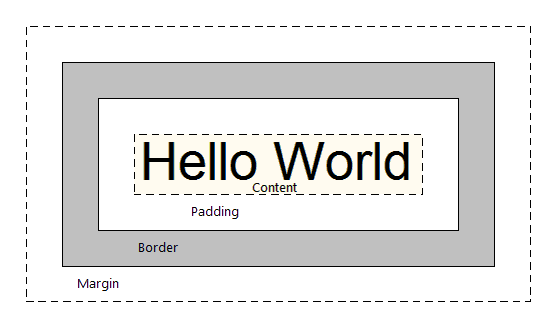 Hello World
Content
Padding
Border
Margin